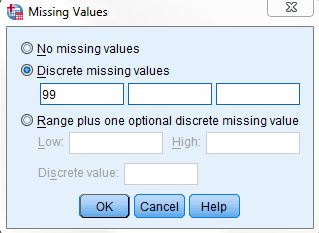 Missing Values
No missing values
Discrete missing values
99
Range plus one optional discrete missing value
Low: High:
Discrete value:
OK Cancel Help